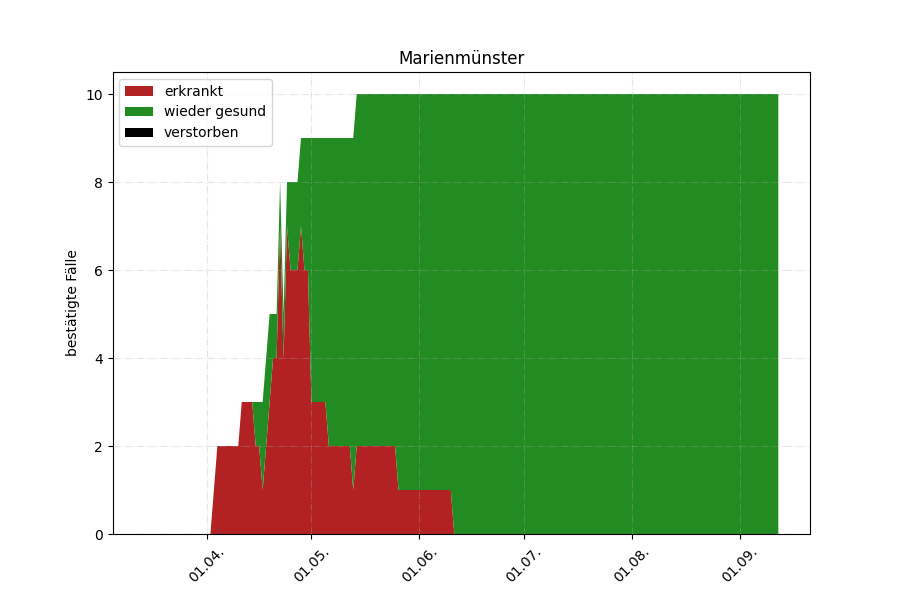 Marienmünster
erkrankt
wieder gesund
verstorben
bestätigte Fälle
10
8
6
4
2
0
01.04.
01.05.
01.06.
01.07.
01.08.
01.09.